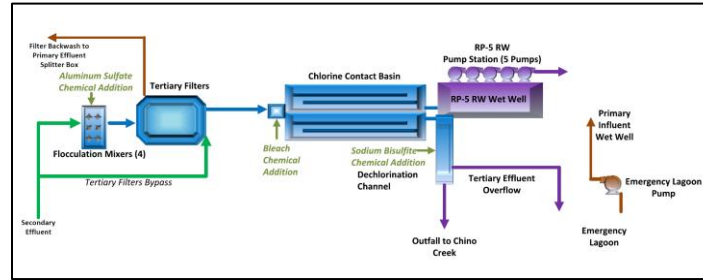 Filter Backwash to
Primary Effluent
Splitter Box
Aluminum Sulfate
Chemical Addition
Tertiary Filters
Flocculation Mixers (4)
Tertiary Filters Bypass
Secondary
Effluent
Chlorine Contact Basin
Bleach
Chemical
Addition
Sodium Bisulfite
Chemical Addition
Dechlorination
Channel
RP-5 RW
Pump Station (5 Pumps)
RP-5 RW Wet Well
Tertiary Effluent
Overflow
Outfall to Chino
Creek
Primary
Influent
Wet Well
Emergency Lagoon
Pump
Emergency
Lagoon